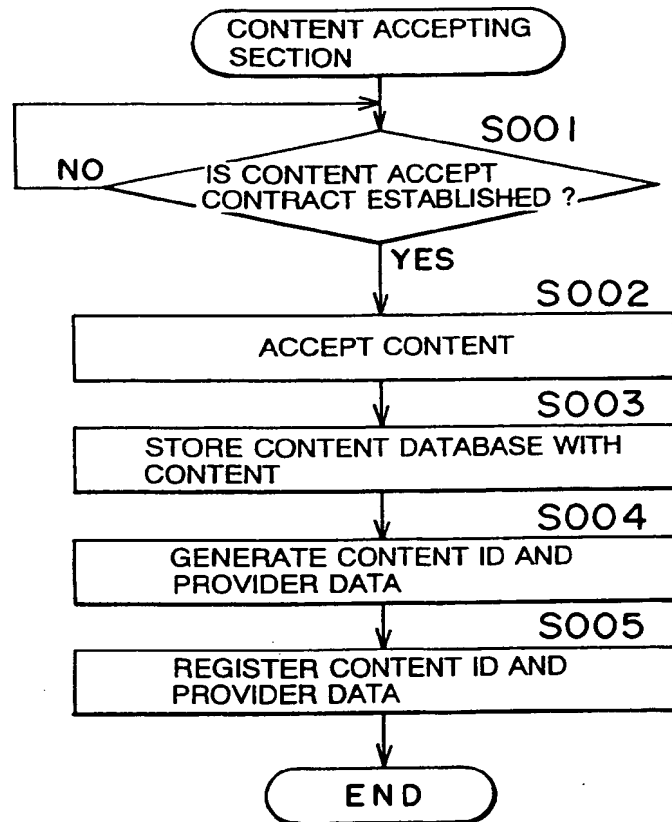 CONTENT ACCEPTING
SECTION
S001
NO
IS CONTENT ACCEPT
CONTRACT ESTABLISHED ?
YES
S002
ACCEPT CONTENT
S003
STORE CONTENT DATABASE WITH
CONTENT
S004
GENERATE CONTENT ID AND
PROVIDER DATA
S005
REGISTER CONTENT ID AND
PROVIDER DATA
END